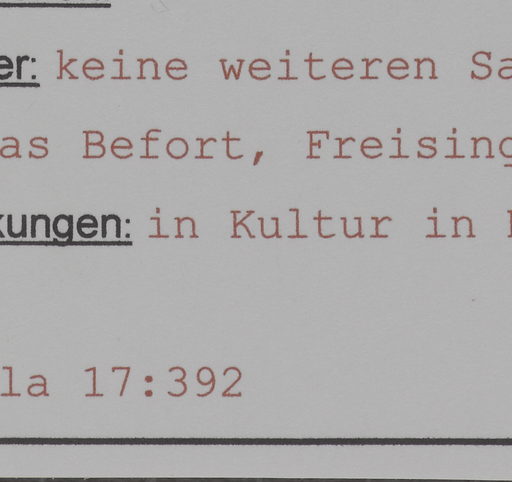 er: keine weiteren Sa
as Befort, Freising
kungen: in Kultur in
la 17:392